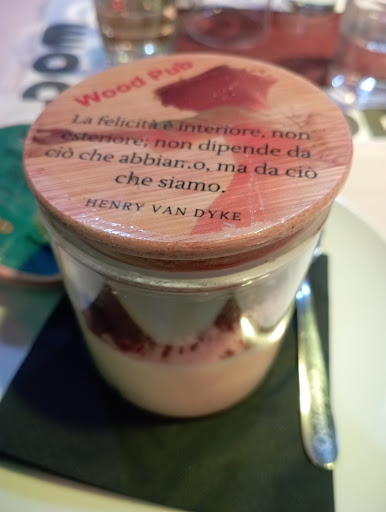 Wood Pub
La felicità è interiore, non
esteriore; non dipende da
ciò che abbiamo, ma da ciò
che siamo.
HENRY VAN DYKE